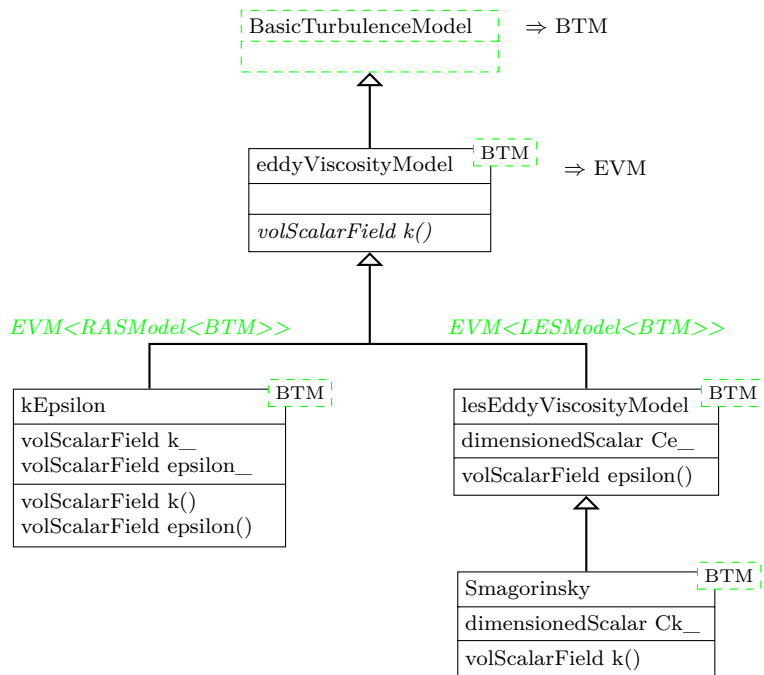 BasicTurbulenceModel ⇒ BTM
BTM
eddyViscosityModel
⇒ EVM
volScalarField k()
EVM<RASModel<BTM>>
EVM<LESModel<BTM>>
BTM
kEpsilon
volScalarField k_
volScalarField epsilon_
volScalarField k()
volScalarField epsilon()
BTM
lesEddyViscosityModel
dimensionedScalar Ce_
volScalarField epsilon()
BTM
Smagorinsky
dimensionedScalar Ck_
volScalarField k()